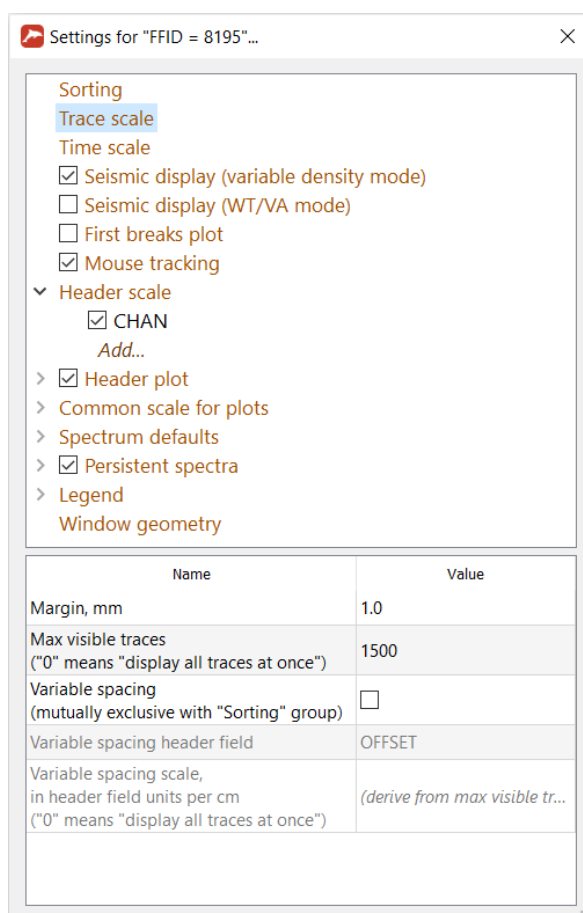 Settings for "FFID = 8195"...
Sorting
Trace scale
Time scale
Seismic display (variable density mode)
Seismic display (WT/VA mode)
First breaks plot
Mouse tracking
Header scale
CHAN
Add...
Header plot
Common scale for plots
Spectrum defaults
Persistent spectra
Legend
Window geometry
Name Value
Margin, mm 1.0
Max visible traces
("0" means "display all traces at once") 1500
Variable spacing
(mutually exclusive with "Sorting" group)
Variable spacing header field OFFSET
Variable spacing scale,
in header field units per cm (derive from max visible tr...
("0" means "display all traces at once")